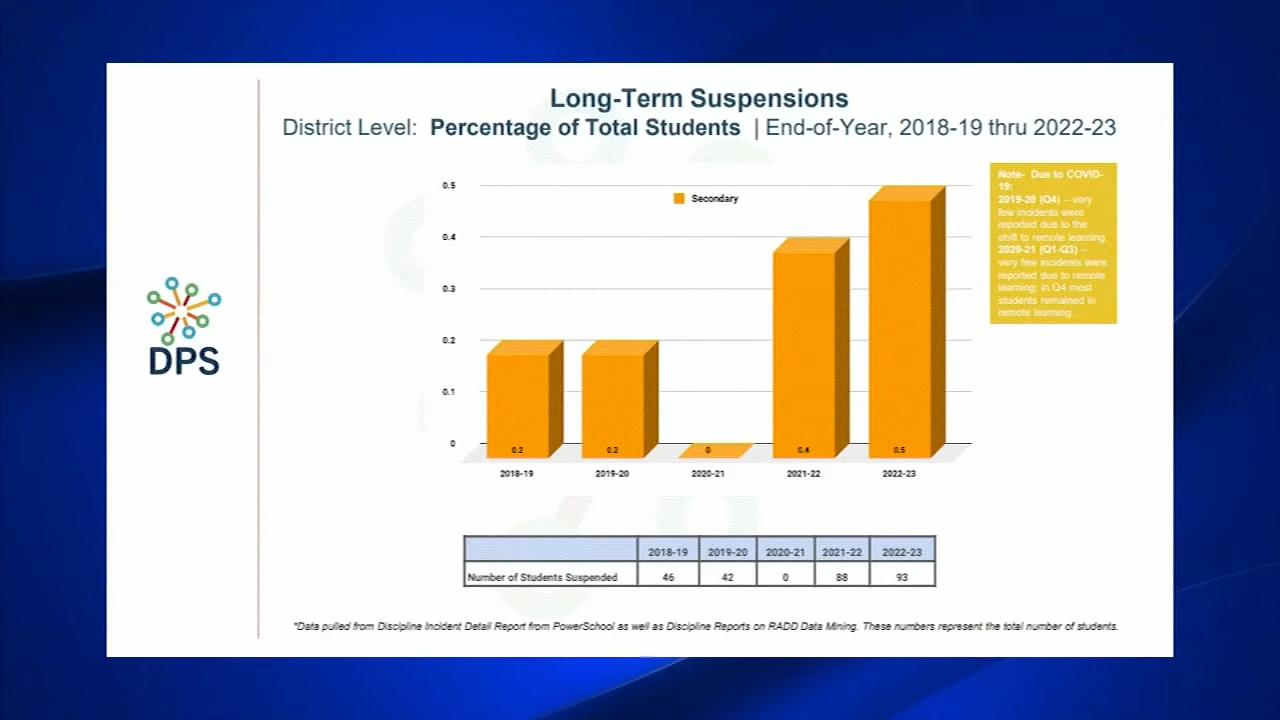 Long-Term Suspensions
District Level: Percentage of Total Students | End-of-Year, 2018-19 thru 2022-23
0.5
0.4
0.3
0.2
0.1
0
Secondary
0.2
0.2
0
0.4
0.5
2018-19
2019-20
2020-21
2021-22
2022-23
Note- Due to COVID-
19:
2019-20 (Q4) – very
few incidents were
reported due to the
shift to remote learning.
2020-21 (Q1-Q3) –
very few incidents were
reported due to remote
learning; in Q4 most
students remained in
remote learning.
DPS
2018-19 2019-20 2020-21 2021-22 2022-23
Number of Students Suspended 46 42 0 88 93
*Data pulled from Discipline Incident Detail Report from PowerSchool as well as Discipline Reports on RADD Data Mining. These numbers represent the total number of students.